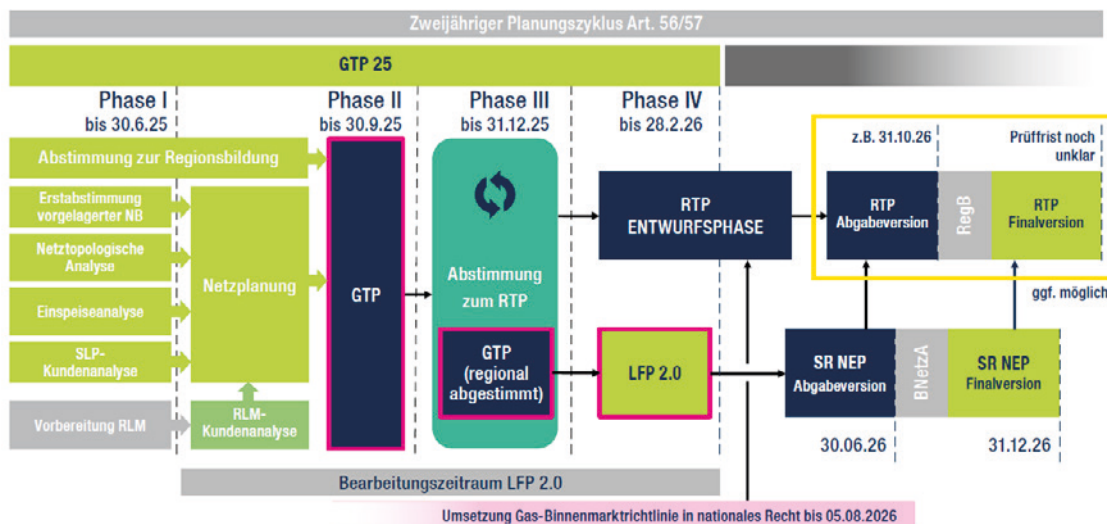 Zweijähriger Planungszyklus Art. 56/57
GTP 25
Phase I
bis 30.6.25
Phase II
bis 30.9.25
Phase III
bis 31.12.25
Phase IV
bis 28.2.26
z.B. 31.10.26
Prüffrist noch
unklar
Abstimmung zur Regionsbildung
Erstabstimmung
vorgelagerter NB
Netztopologische
Analyse
Einspeiseanalyse
SLP-
Kundenanalyse
Vorbereitung RLM
Netzplanung
RLM-
Kundenanalyse
GTP
Abstimmung
zum RTP
GTP
(regional
abgestimmt)
RTP
ENTWURFSPHASE
LFP 2.0
RTP
Abgabeversion
RegB
RTP
Finalversion
ggf. möglich
SR NEP
Abgabeversion
BNetzA
SR NEP
Finalversion
30.06.26
31.12.26
Bearbeitungszeitraum LFP 2.0
Umsetzung Gas-Binnenmarktrichtlinie in nationales Recht bis 05.08.2026